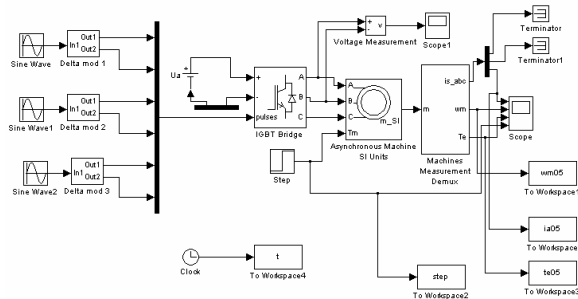 Sine Wave
In1
Out1
Out2
Delta mod 1
Sine Wave1
In1
Out1
Out2
Delta mod 2
Sine Wave2
In1
Out1
Out2
Delta mod 3
Ua
+
+
-
pulses
A
B
C
IGBT Bridge
+
-
v
Voltage Measurement
Scope1
A
B
C
Tm
m_SI
Asynchronous Machine
SI Units
Step
m
is_abc
wm
Te
Machines
Measurement
Demux
Terminator
Terminator1
Scope
wm05
To Workspace1
ia05
To Workspace
te05
To Workspace3
Clock
t
To Workspace4
step
To Workspace2